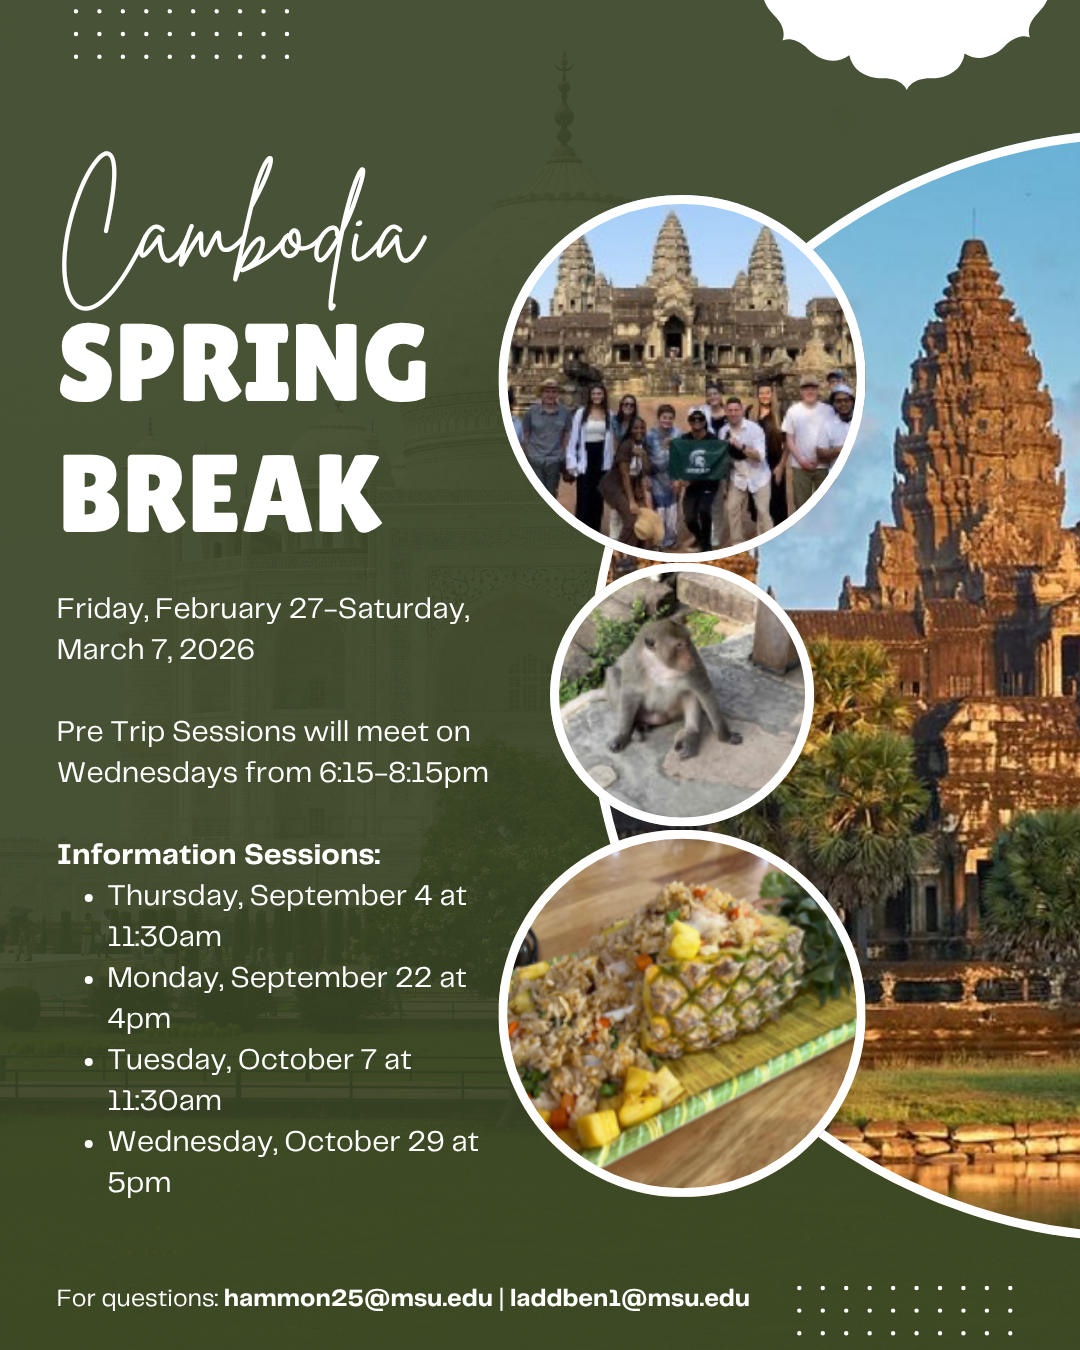 Cambodia
SPRING
BREAK
Friday, February 27–Saturday,
March 7, 2026
Pre Trip Sessions will meet on
Wednesdays from 6:15–8:15pm
Information Sessions:
• Thursday, September 4 at
11:30am
• Monday, September 22 at
4pm
• Tuesday, October 7 at
11:30am
• Wednesday, October 29 at
5pm
For questions: hammon25@msu.edu | laddben1@msu.edu